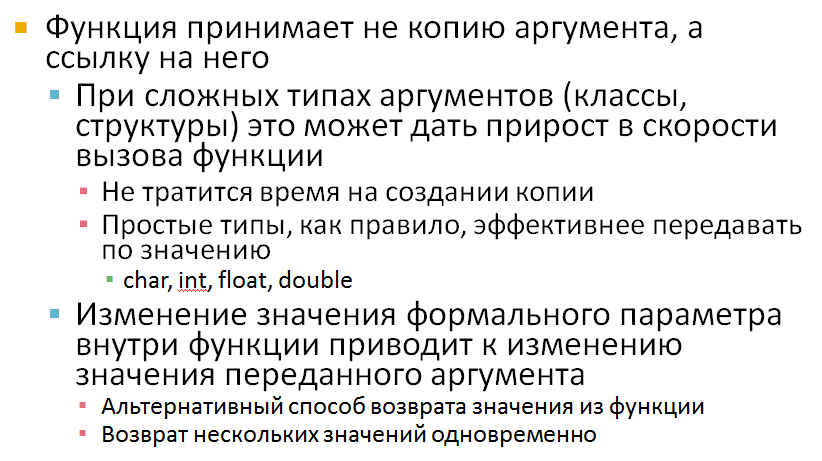 Функция принимает не копию аргумента, а
ссылку на него
При сложных типах аргументов (классы,
структуры) это может дать прирост в скорости
вызова функции
Не тратится время на создании копии
Простые типы, как правило, эффективнее передавать
по значению
char, int, float, double
Изменение значения формального параметра
внутри функции приводит к изменению
значения переданного аргумента
Альтернативный способ возврата значения из функции
Возврат нескольких значений одновременно